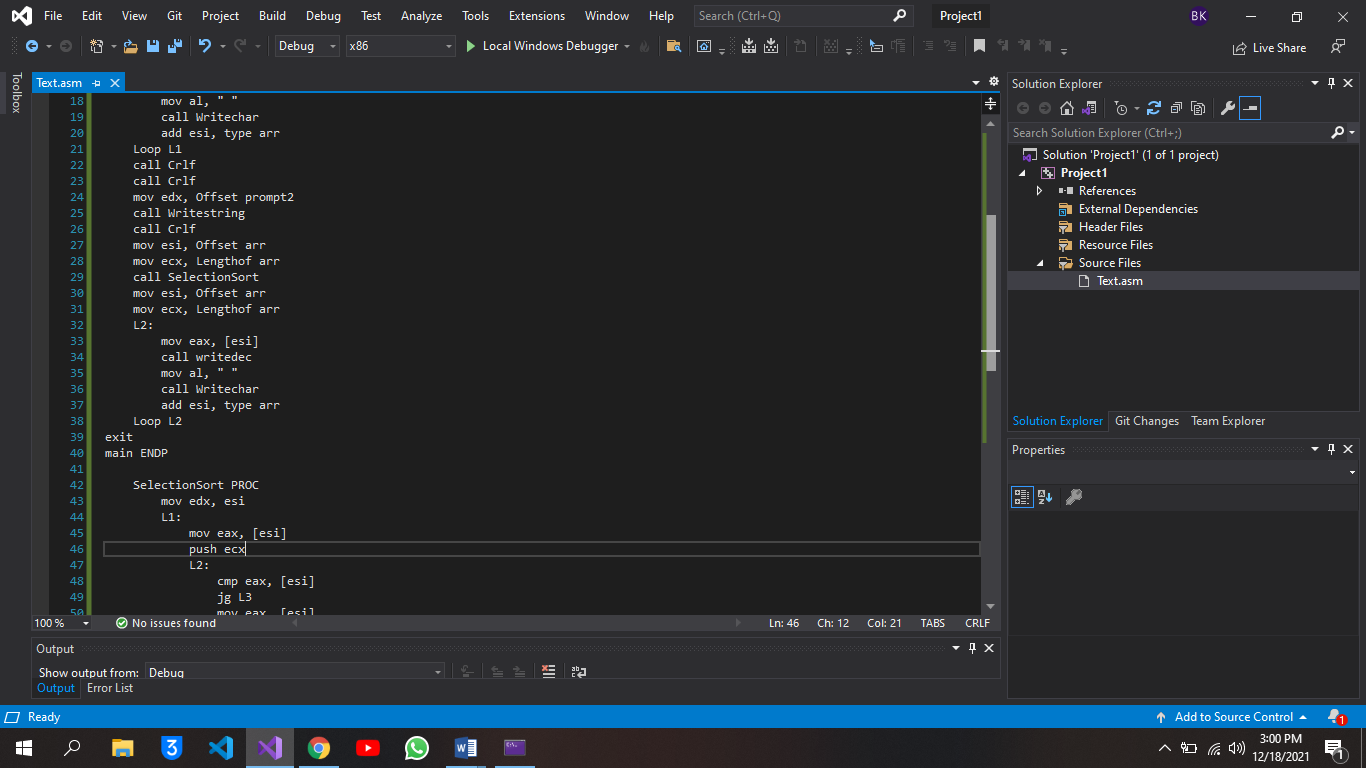 File Edit View Git Project Build Debug Test Analyze Tools Extensions Window Help Search (Ctrl+Q) Project1 BK
Debug x86 Local Windows Debugger Live Share
Toolbox
Text.asm
18 mov al, " "
19 call Writechar
20 add esi, type arr
21 Loop L1
22 call Crlf
23 call Crlf
24 mov edx, Offset prompt2
25 call Writestring
26 call Crlf
27 mov esi, Offset arr
28 mov ecx, Lengthof arr
29 call SelectionSort
30 mov esi, Offset arr
31 mov ecx, Lengthof arr
32 L2:
33 mov eax, [esi]
34 call writedec
35 mov al, " "
36 call Writechar
37 add esi, type arr
38 Loop L2
39 exit
40 main ENDP
41
42 SelectionSort PROC
43 mov edx, esi
44 L1:
45 mov eax, [esi]
46 push ecx
47 L2:
48 cmp eax, [esi]
49 jg L3
50 mov eax, [esi]
100 % No issues found Ln: 46 Ch: 12 Col: 21 TABS CRLF
Output
Show output from: Debug
Output Error List
Solution Explorer
Search Solution Explorer (Ctrl+;)
Solution 'Project1' (1 of 1 project)
Project1
References
External Dependencies
Header Files
Resource Files
Source Files
Text.asm
Solution Explorer Git Changes Team Explorer
Properties
Ready Add to Source Control 1
3:00 PM
12/18/2021
1